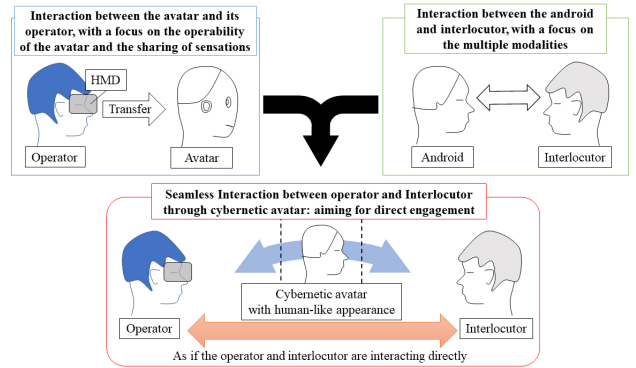 Interaction between the avatar and its
operator, with a focus on the operability
of the avatar and the sharing of sensations
HMD
Transfer
Operator
Avatar
Interaction between the android
and interlocutor, with a focus on
the multiple modalities
Android
Interlocutor
Seamless Interaction between operator and Interlocutor
through cybernetic avatar: aiming for direct engagement
Cybernetic avatar
with human-like appearance
Operator
Interlocutor
As if the operator and interlocutor are interacting directly